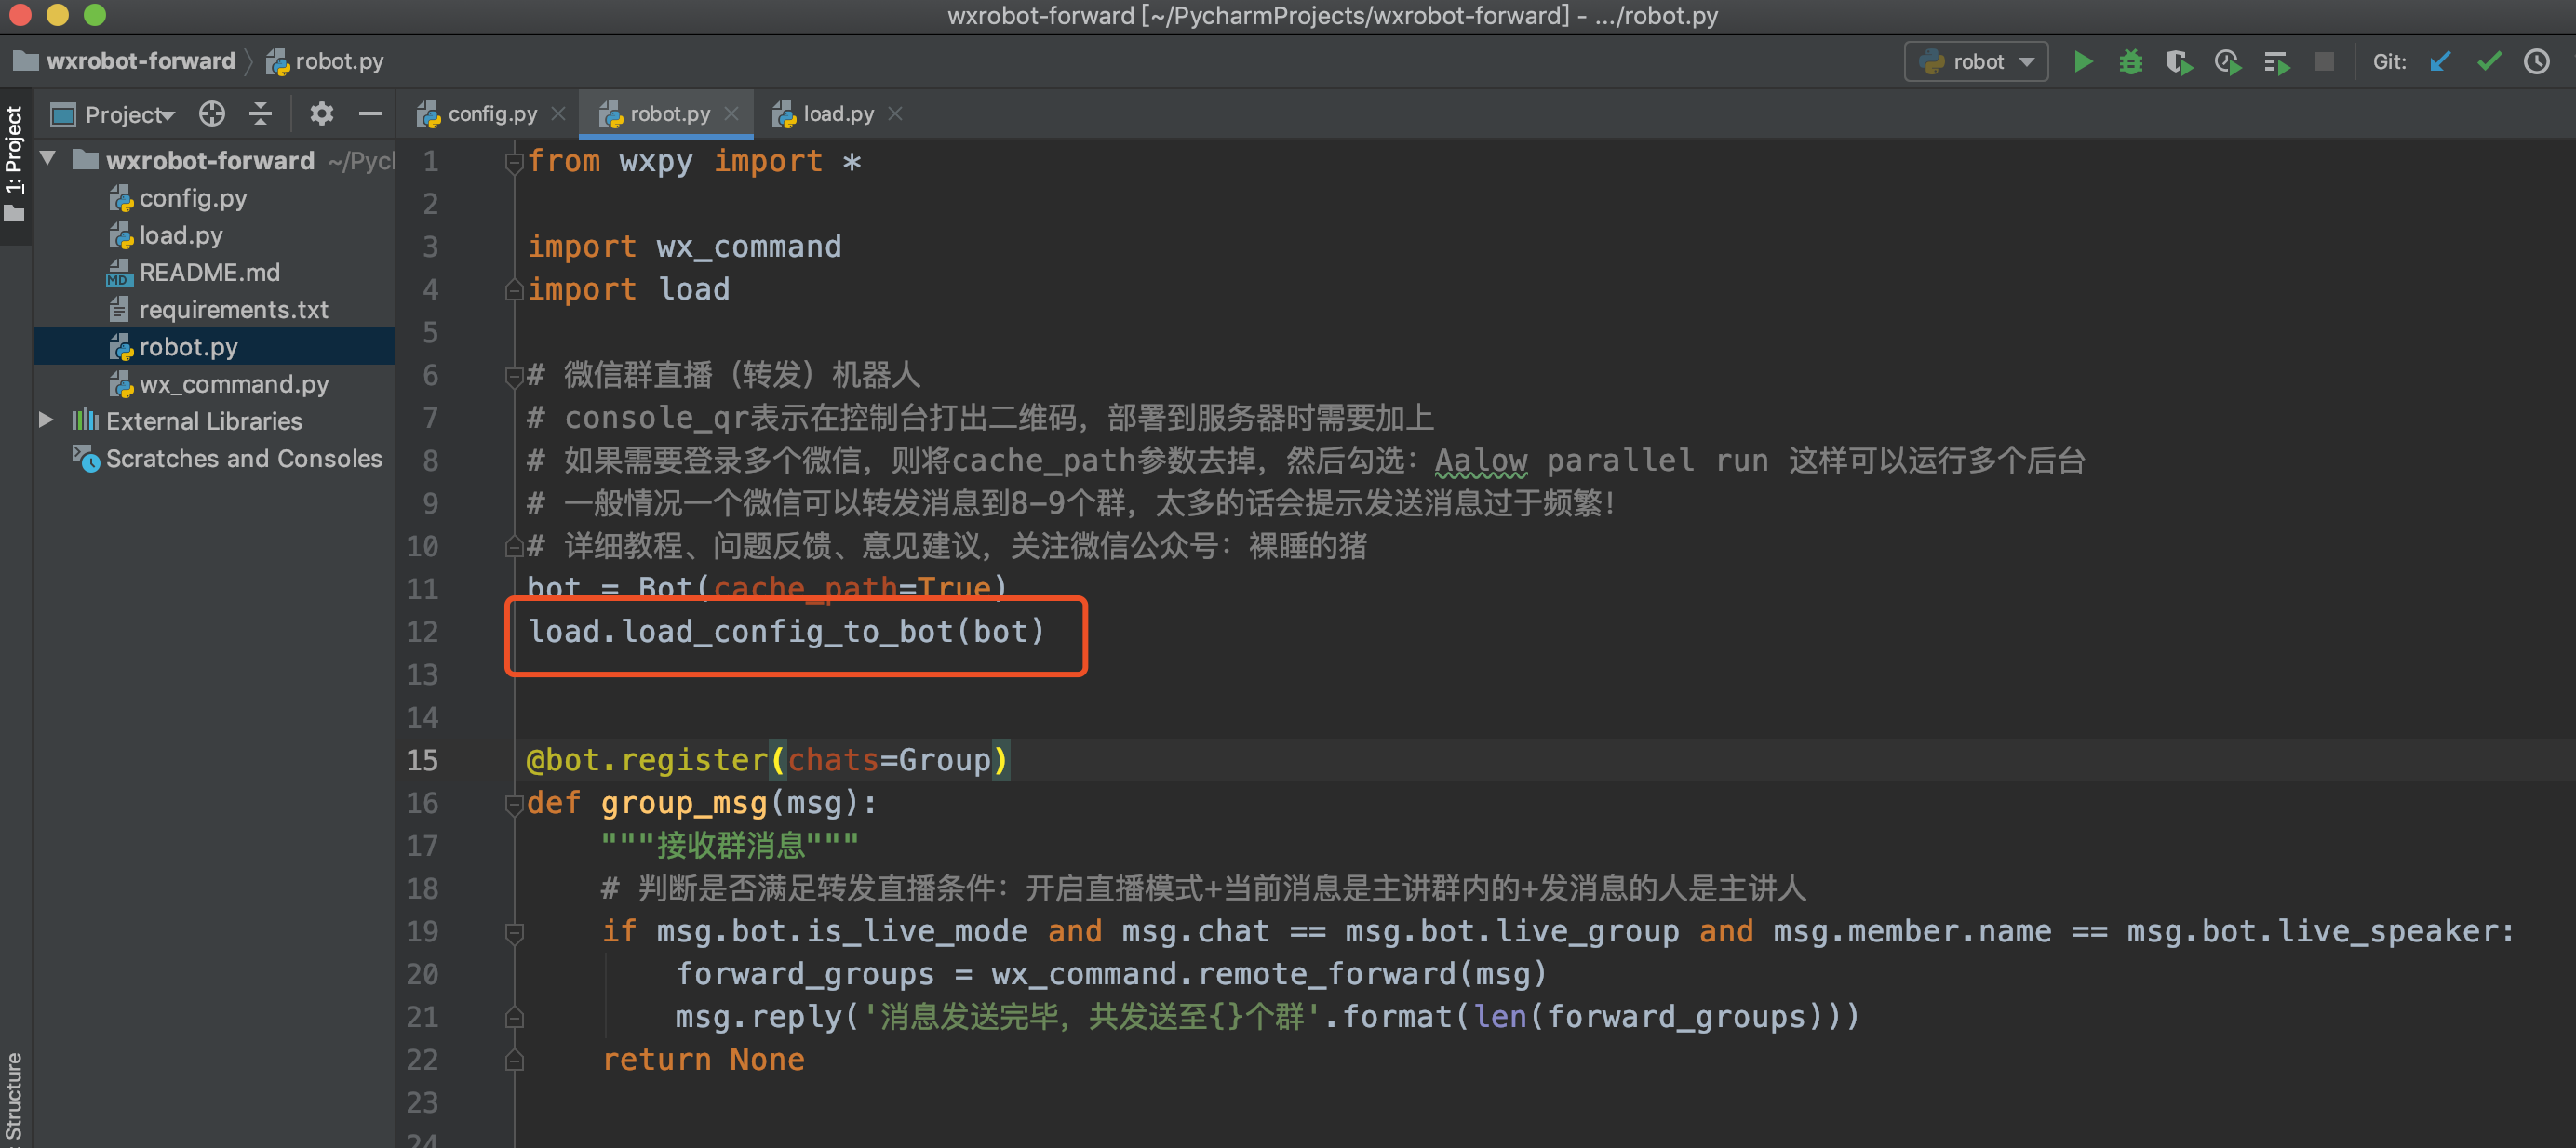 wxrobot-forward [~/PycharmProjects/wxrobot-forward] - .../robot.py
wxrobot-forward robot.py
robot
Git:
1: Project
Structure
Project
wxrobot-forward ~/Pycl
config.py
load.py
README.md
requirements.txt
robot.py
wx_command.py
External Libraries
Scratches and Consoles
config.py robot.py load.py
1 from wxpy import *
2
3 import wx_command
4 import load
5
6 # 微信群直播（转发）机器人
7 # console_qr表示在控制台打出二维码，部署到服务器时需要加上
8 # 如果需要登录多个微信，则将cache_path参数去掉，然后勾选：Aalow parallel run 这样可以运行多个后台
9 # 一般情况一个微信可以转发消息到8-9个群，太多的话会提示发送消息过于频繁！
10 # 详细教程、问题反馈、意见建议，关注微信公众号：裸睡的猪
11 bot = Bot(cache_path=True)
12 load.load_config_to_bot(bot)
13
14
15 @bot.register(chats=Group)
16 def group_msg(msg):
17 """接收群消息"""
18 # 判断是否满足转发直播条件：开启直播模式+当前消息是主讲群内的+发消息的人是主讲人
19 if msg.bot.is_live_mode and msg.chat == msg.bot.live_group and msg.member.name == msg.bot.live_speaker:
20 forward_groups = wx_command.remote_forward(msg)
21 msg.reply('消息发送完毕，共发送至{}个群'.format(len(forward_groups)))
22 return None
23
24